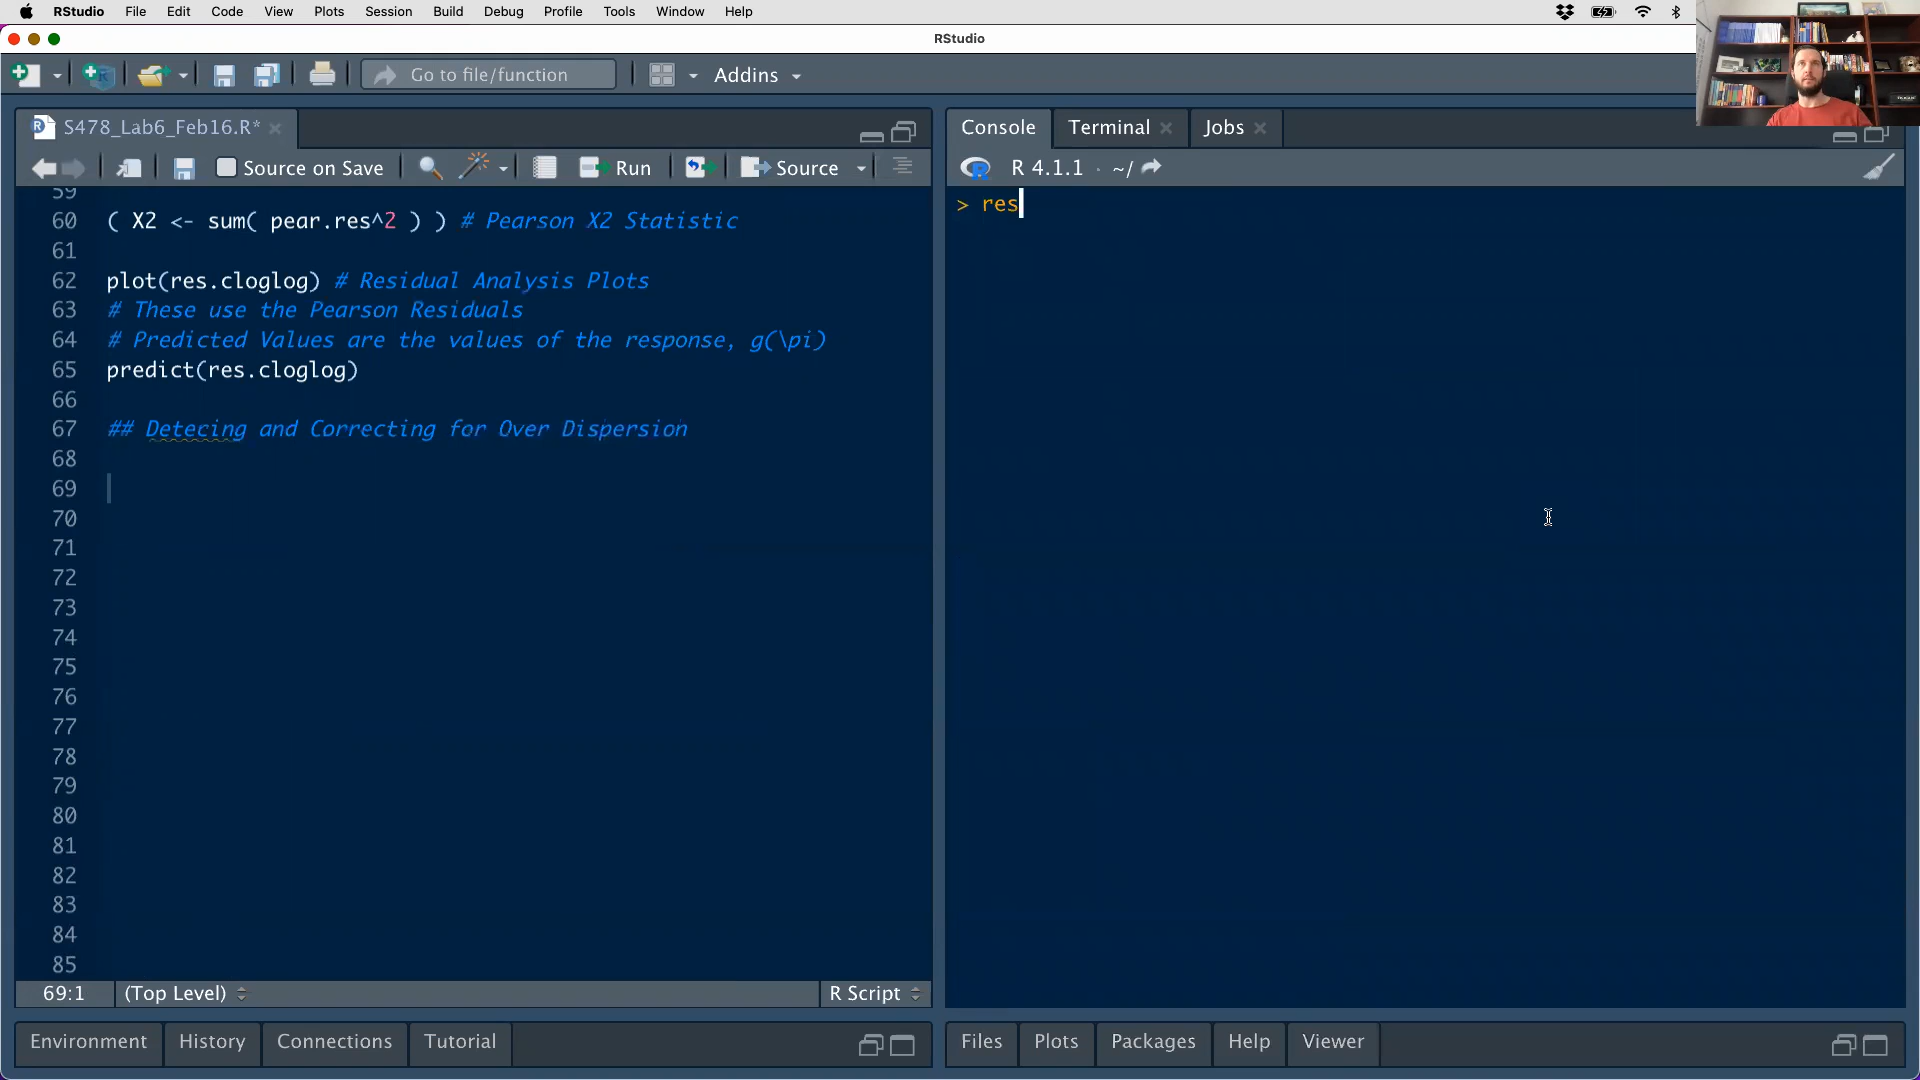 RStudio File Edit Code View Plots Session Build Debug Profile Tools Window Help
RStudio
Go to file/function Addins
S478_Lab6_Feb16.R*
Source on Save Run Source
59
60 ( X2 <- sum( pear.res^2 ) ) # Pearson X2 Statistic
61
62 plot(res.cloglog) # Residual Analysis Plots
63 # These use the Pearson Residuals
64 # Predicted Values are the values of the response, g(\pi)
65 predict(res.cloglog)
66
67 ## Detecing and Correcting for Over Dispersion
68
69
70
71
72
73
74
75
76
77
78
79
80
81
82
83
84
85
69:1 (Top Level) R Script
Environment History Connections Tutorial
Console Terminal Jobs
R 4.1.1 · ~/
> res
Files Plots Packages Help Viewer